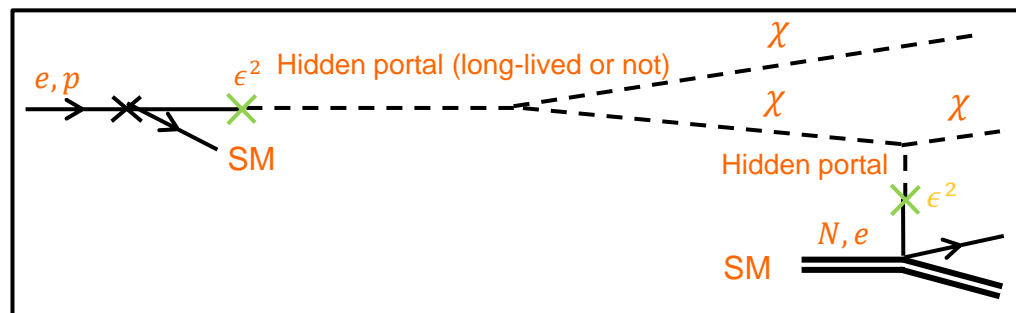 χ
e, p
ϵ²
Hidden portal (long-lived or not)
χ
χ
SM
Hidden portal
ϵ²
N, e
SM